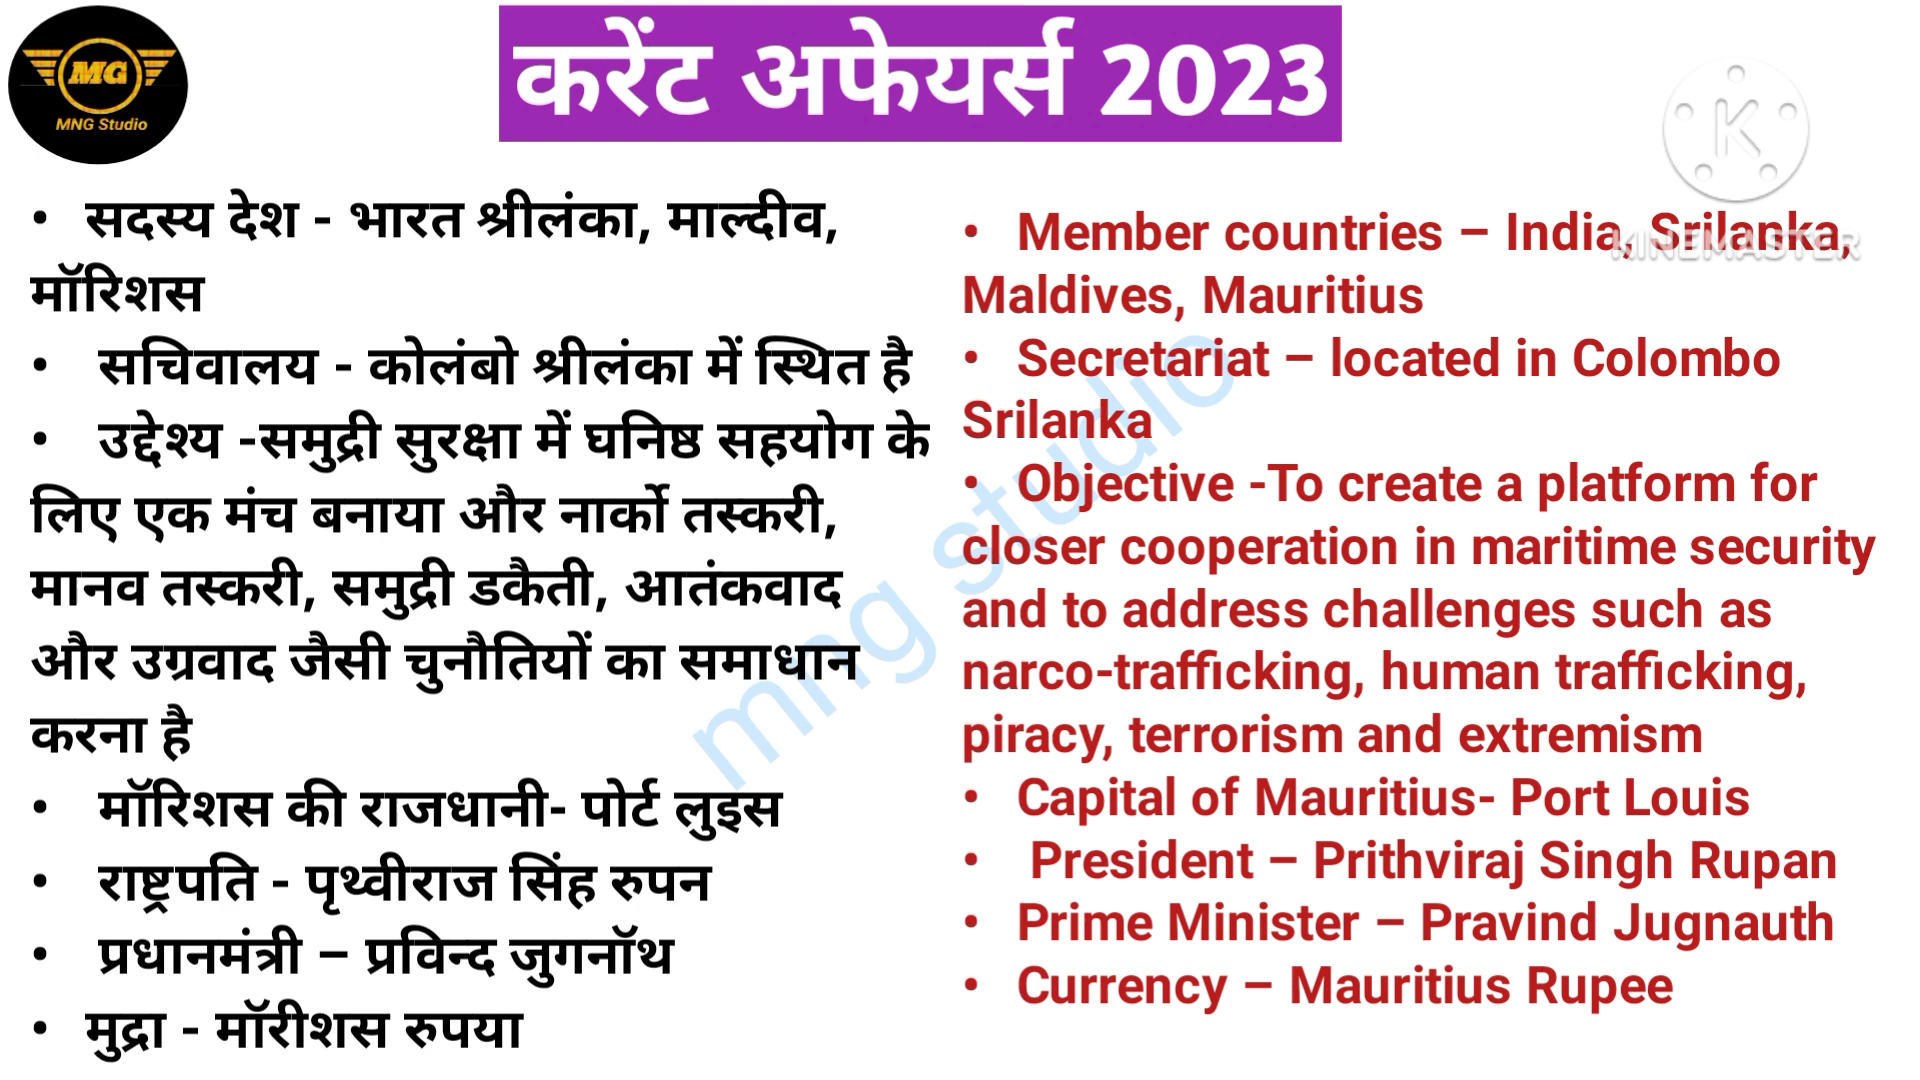 MG
MNG Studio
करेंट अफेयर्स 2023
• सदस्य देश - भारत श्रीलंका, माल्दीव,
मॉरिशस
• सचिवालय - कोलंबो श्रीलंका में स्थित है
• उद्देश्य -समुद्री सुरक्षा में घनिष्ठ सहयोग के
लिए एक मंच बनाया और नार्को तस्करी,
मानव तस्करी, समुद्री डकैती, आतंकवाद
और उग्रवाद जैसी चुनौतियों का समाधान
करना है
• मॉरिशस की राजधानी- पोर्ट लुइस
• राष्ट्रपति - पृथ्वीराज सिंह रुपन
• प्रधानमंत्री – प्रविन्द जुगनॉथ
• मुद्रा - मॉरीशस रुपया
K
KINEMASTER
• Member countries – India, Srilanka,
Maldives, Mauritius
• Secretariat – located in Colombo
Srilanka
• Objective -To create a platform for
closer cooperation in maritime security
and to address challenges such as
narco-trafficking, human trafficking,
piracy, terrorism and extremism
• Capital of Mauritius- Port Louis
• President – Prithviraj Singh Rupan
• Prime Minister – Pravind Jugnauth
• Currency – Mauritius Rupee
mng studio